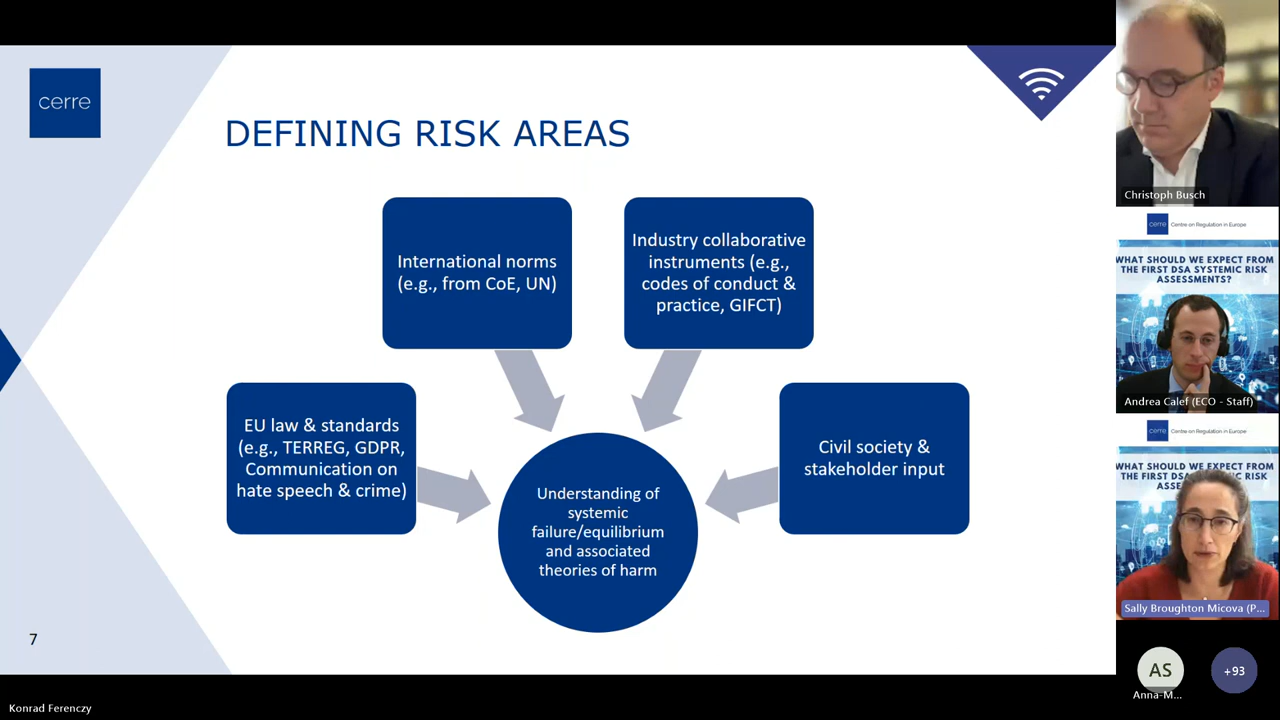 cerre
DEFINING RISK AREAS
International norms
(e.g., from CoE, UN)
Industry collaborative
instruments (e.g.,
codes of conduct &
practice, GIFCT)
EU law & standards
(e.g., TERREG, GDPR,
Communication on
hate speech & crime)
Civil society &
stakeholder input
Understanding of
systemic
failure/equilibrium
and associated
theories of harm
7
Konrad Ferenczy
Christoph Busch
cerre Centre on Regulation in Europe
WHAT SHOULD WE EXPECT FROM
THE FIRST DSA SYSTEMIC RISK
ASSESSMENTS?
Andrea Calef (ECO - Staff)
cerre Centre on Regulation in Europe
WHAT SHOULD WE EXPECT FROM
THE FIRST DSA SYSTEMIC RISK
Sally Broughton Micova (P...
AS
Anna-M...
+93